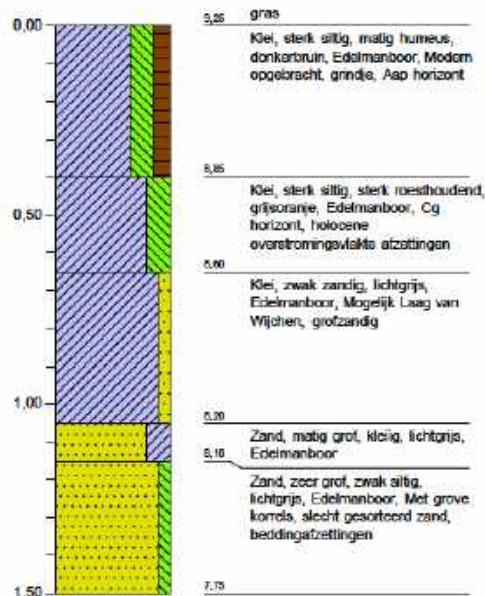 0,00
9,25
gras
Klei, sterk siltig, matig humeus,
donkerbruin, Edelmanboor, Modern
opgebracht, grindje, Aap horizont
8,85
0,50
Klei, sterk siltig, sterk roesthoudend,
grijsoranje, Edelmanboor, Cg
horizont, holocene
overstromingsvlakte afzettingen
8,60
Klei, zwak zandig, lichtgrijs,
Edelmanboor, Mogelijk Laag van
Wijchen, grofzandig
1,00
8,20
Zand, matig grof, kleiig, lichtgrijs,
Edelmanboor
8,10
Zand, zeer grof, zwak siltig,
lichtgrijs, Edelmanboor, Met grove
korrels, slecht gesorteerd zand,
beddingafzettingen
1,50
7,75